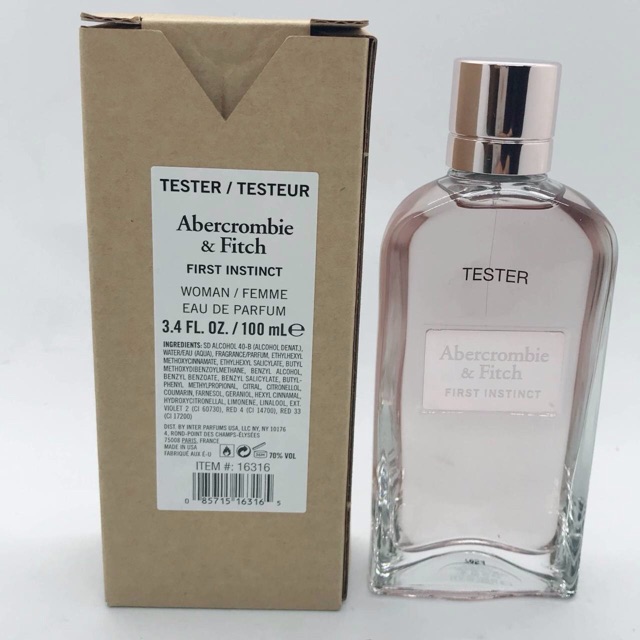 TESTER / TESTEUR
Abercrombie
& Fitch
FIRST INSTINCT
WOMAN / FEMME
EAU DE PARFUM
3.4 FL. OZ. / 100 mL℮
INGREDIENTS: SD ALCOHOL 40-B (ALCOHOL DENAT.),
WATER/EAU (AQUA), FRAGRANCE/PARFUM, ETHYLHEXYL
METHOXYCINNAMATE, ETHYLHEXYL SALICYLATE, BUTYL
METHOXYDIBENZOYLMETHANE, BENZYL ALCOHOL,
BENZYL BENZOATE, BENZYL SALICYLATE, BUTYL-
PHENYL METHYLPROPIONAL, CITRAL, CITRONELLOL,
COUMARIN, FARNESOL, GERANIOL, HEXYL CINNAMAL,
HYDROXYCITRONELLAL, LIMONENE, LINALOOL, EXT.
VIOLET 2 (CI 60730), RED 4 (CI 14700), RED 33
(CI 17200)
DIST. BY INTER PARFUMS USA, LLC NY, NY 10176
4, ROND-POINT DES CHAMPS-ÉLYSÉES
75008 PARIS, FRANCE
MADE IN USA
FABRIQUÉ AUX É-U
70% VOL
ITEM #: 16316
0 85715 16316 5
TESTER
Abercrombie
& Fitch
FIRST INSTINCT